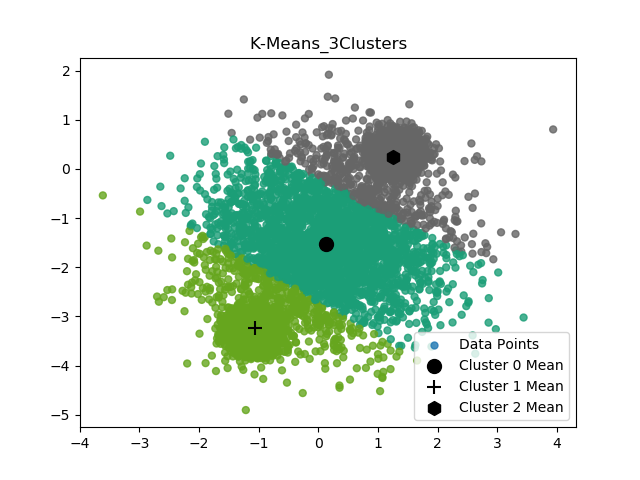 K-Means_3Clusters
2
1
0
−1
−2
−3
−4
−5
−4 −3 −2 −1 0 1 2 3 4
Data Points
Cluster 0 Mean
Cluster 1 Mean
Cluster 2 Mean